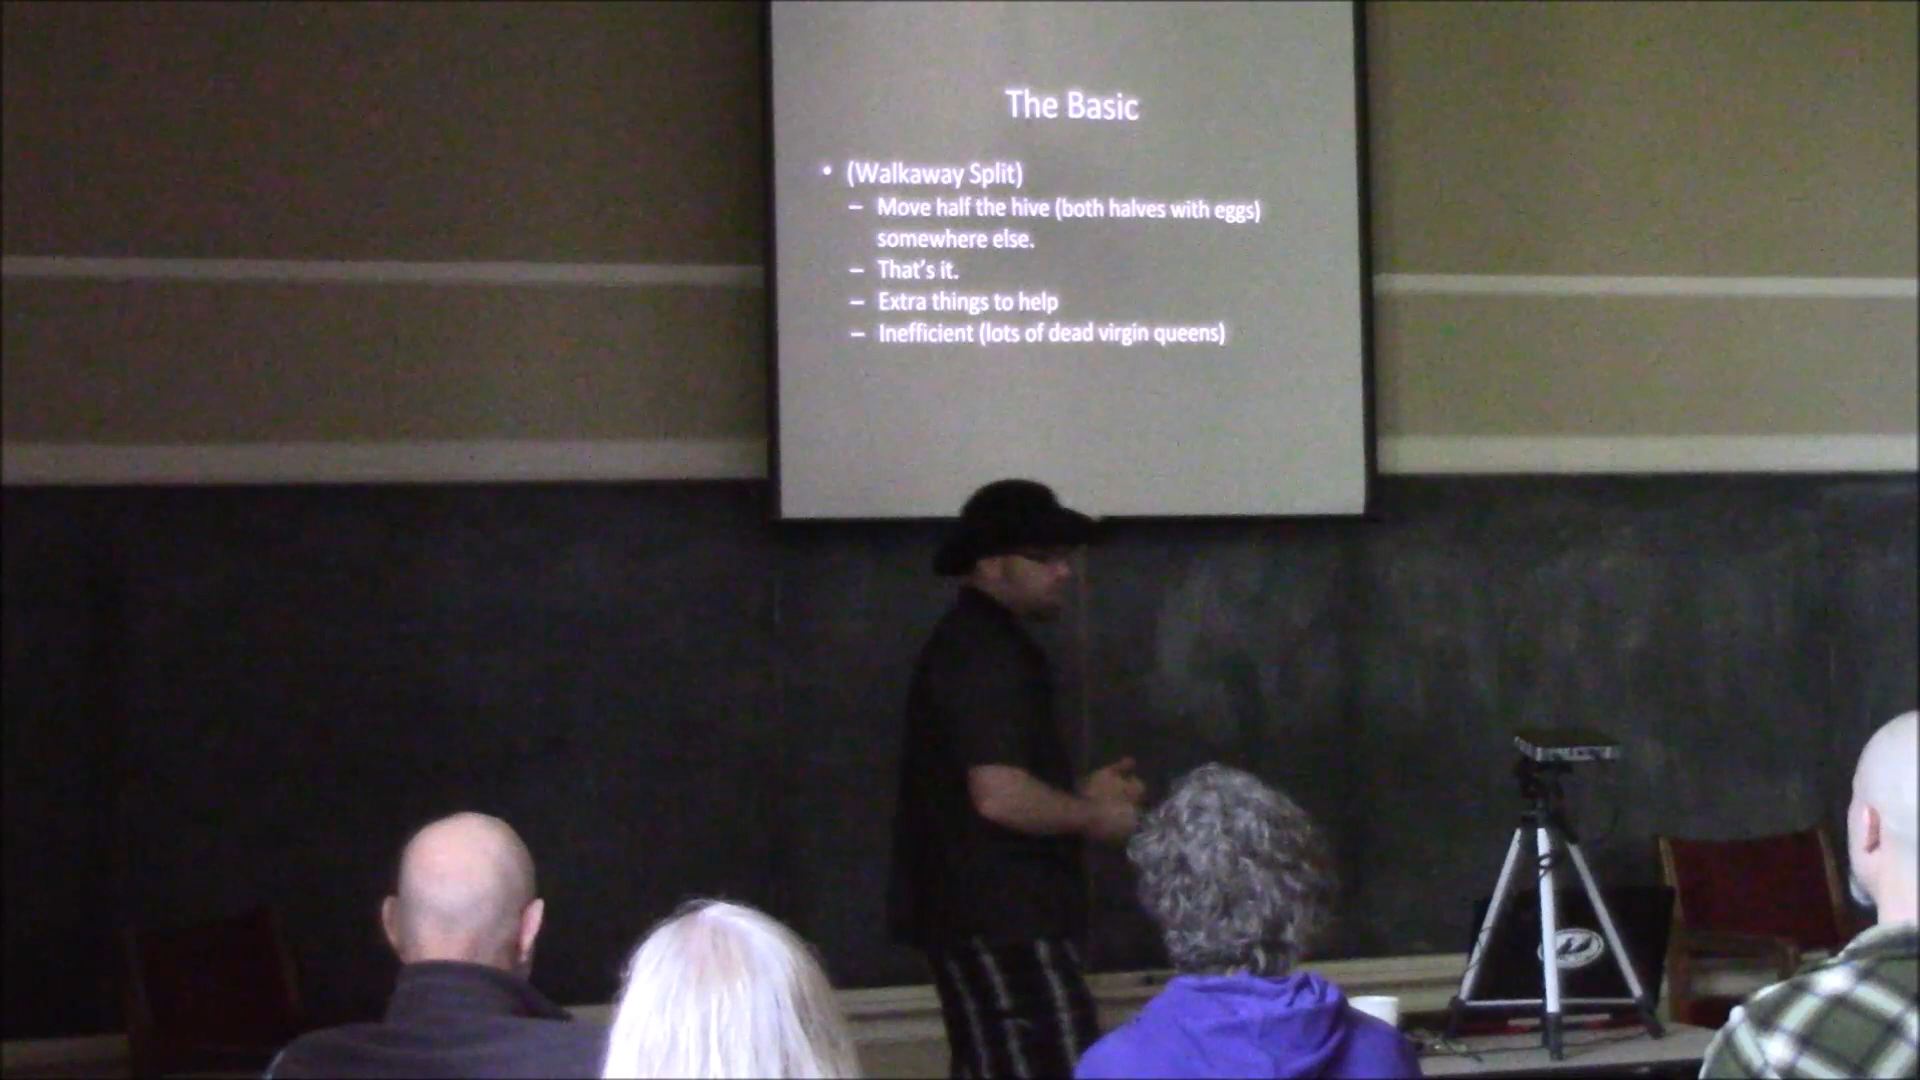 The Basic
• (Walkaway Split)
– Move half the hive (both halves with eggs)
somewhere else.
– That's it.
– Extra things to help
– Inefficient (lots of dead virgin queens)